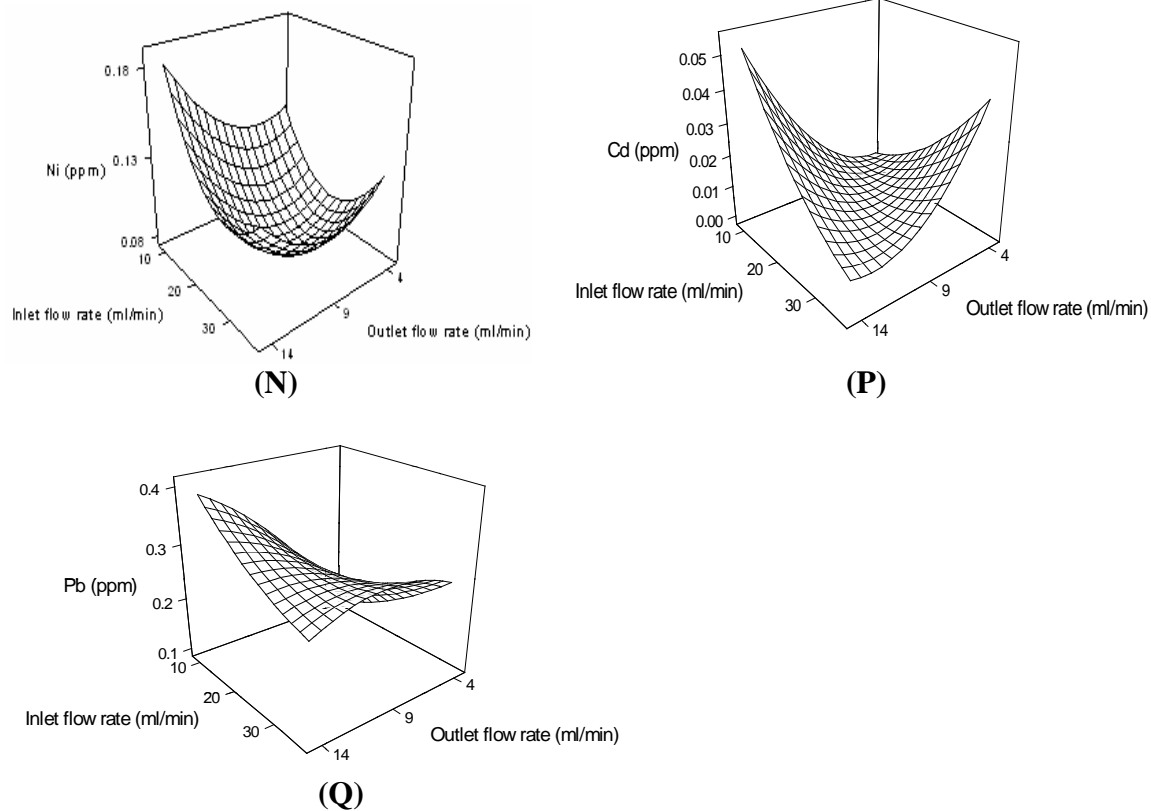 0.18
Ni (ppm)
0.13
0.08
10
20
30
Inlet flow rate (ml/min)
4
9
14
Outlet flow rate (ml/min)
(N)
0.05
0.04
0.03
Cd (ppm)
0.02
0.01
0.00
10
20
30
Inlet flow rate (ml/min)
4
9
14
Outlet flow rate (ml/min)
(P)
0.4
0.3
Pb (ppm)
0.2
0.1
10
20
30
Inlet flow rate (ml/min)
4
9
14
Outlet flow rate (ml/min)
(Q)